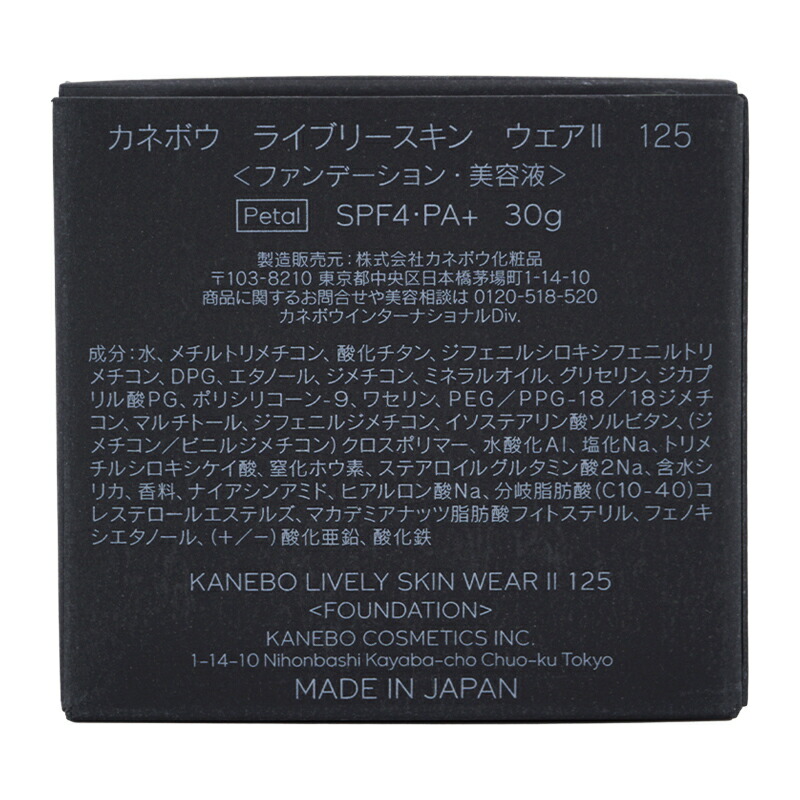 カネボウ ライブリースキン ウェアII 125
<ファンデーション・美容液>
Petal SPF4・PA+ 30g
製造販売元:株式会社カネボウ化粧品
〒103-8210 東京都中央区日本橋茅場町1-14-10
商品に関するお問合せや美容相談は 0120-518-520
カネボウインターナショナルDiv.
成分:水、メチルトリメチコン、酸化チタン、ジフェニルシロキシフェニルトリ
メチコン、DPG、エタノール、ジメチコン、ミネラルオイル、グリセリン、ジカプ
リル酸PG、ポリシリコーン-9、ワセリン、PEG/PPG-18/18ジメチ
コン、マルチトール、ジフェニルジメチコン、イソステアリン酸ソルビタン、(ジ
メチコン/ビニルジメチコン)クロスポリマー、水酸化Al、塩化Na、トリメ
チルシロキシケイ酸、窒化ホウ素、ステアロイルグルタミン酸2Na、含水シ
リカ、香料、ナイアシンアミド、ヒアルロン酸Na、分岐脂肪酸(C10-40)コ
レステロールエステルズ、マカデミアナッツ脂肪酸フイトステリル、フェノキ
シエタノール、(+/-)酸化亜鉛、酸化鉄
KANEBO LIVELY SKIN WEAR II 125
<FOUNDATION>
KANEBO COSMETICS INC.
1-14-10 Nihonbashi Kayaba-cho Chuo-ku Tokyo
MADE IN JAPAN